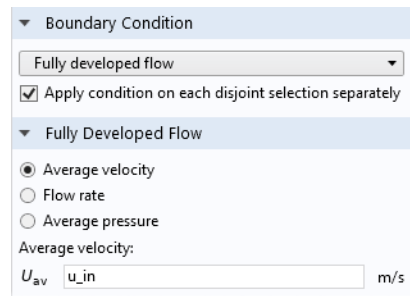 Boundary Condition
Fully developed flow
Apply condition on each disjoint selection separately
Fully Developed Flow
Average velocity
Flow rate
Average pressure
Average velocity:
Uav u_in m/s